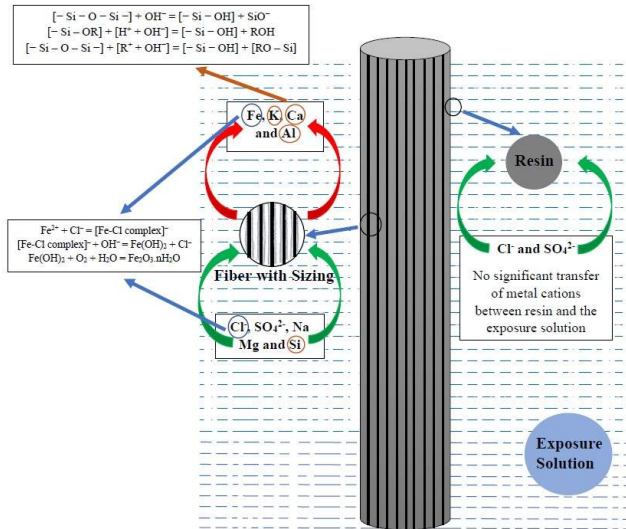 [− Si − O − Si −] + OH⁻ = [− Si − OH] + SiO⁻
[− Si − OR] + [H⁺ + OH⁻] = [− Si − OH] + ROH
[− Si − O − Si −] + [R⁺ + OH⁻] = [− Si − OH] + [RO − Si]
Fe, K, Ca
and Al
Resin
Fe²⁺ + Cl⁻ = [Fe-Cl complex]⁻
[Fe-Cl complex]⁻ + OH⁻ = Fe(OH)₂ + Cl⁻
Fe(OH)₂ + O₂ + H₂O = Fe₂O₃.nH₂O
Fiber with Sizing
Cl⁻, SO₄²⁻, Na
Mg and Si
Cl⁻ and SO₄²⁻
No significant transfer
of metal cations
between resin and the
exposure solution
Exposure
Solution